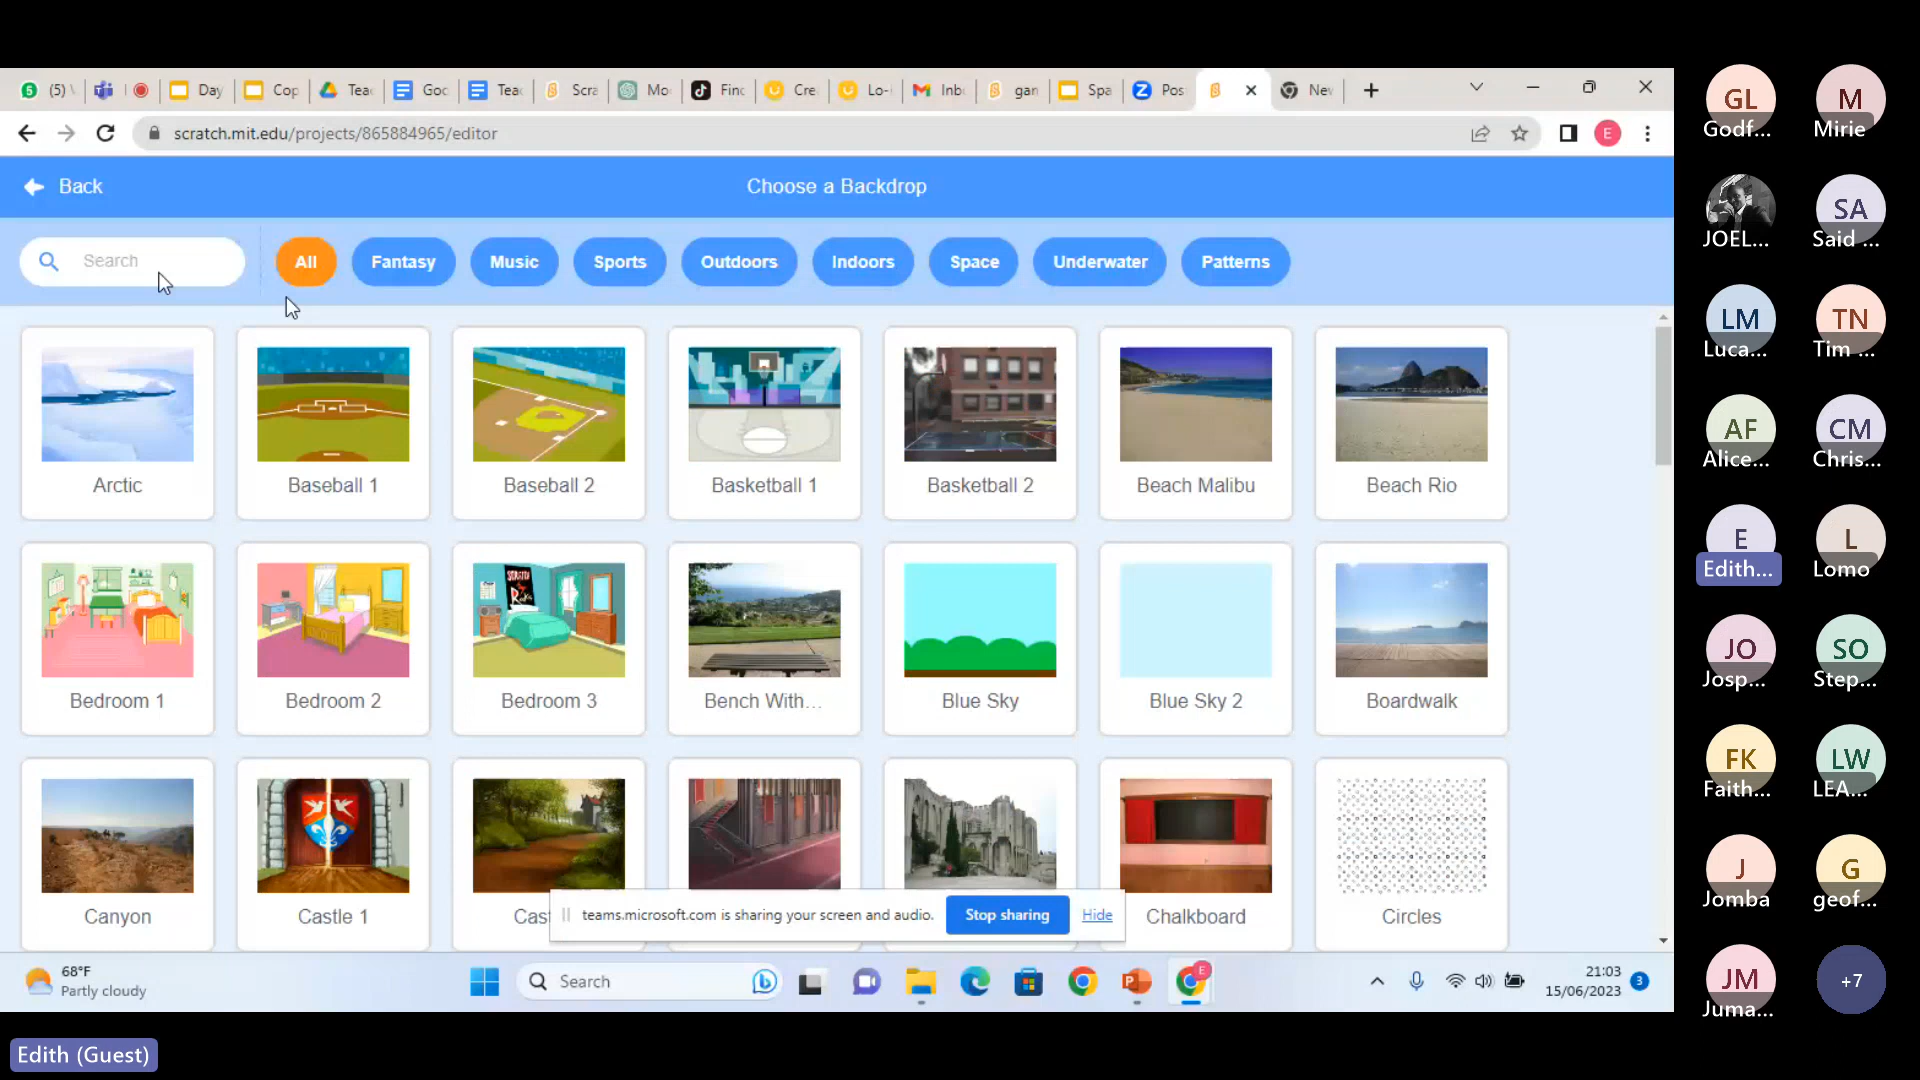 (5) \
Day
Cop
Teac
Goc
Teac
Scra
Mo
Finc
Cre
Lo-
Inb
gan
Spa
Pos
Nev
scratch.mit.edu/projects/865884965/editor
E
Back
Choose a Backdrop
Search
All
Fantasy
Music
Sports
Outdoors
Indoors
Space
Underwater
Patterns
Arctic
Baseball 1
Baseball 2
Basketball 1
Basketball 2
Beach Malibu
Beach Rio
Bedroom 1
Bedroom 2
Bedroom 3
Bench With...
Blue Sky
Blue Sky 2
Boardwalk
Canyon
Castle 1
Cast
Chalkboard
Circles
teams.microsoft.com is sharing your screen and audio.
Stop sharing
Hide
68°F
Partly cloudy
Search
E
21:03
15/06/2023
3
GL
Godf...
M
Mirie
JOEL...
SA
Said ...
LM
Luca...
TN
Tim ...
AF
Alice...
CM
Chris...
E
Edith...
L
Lomo
JO
Josp...
SO
Step...
FK
Faith...
LW
LEA...
J
Jomba
G
geof...
JM
Juma...
+7
Edith (Guest)